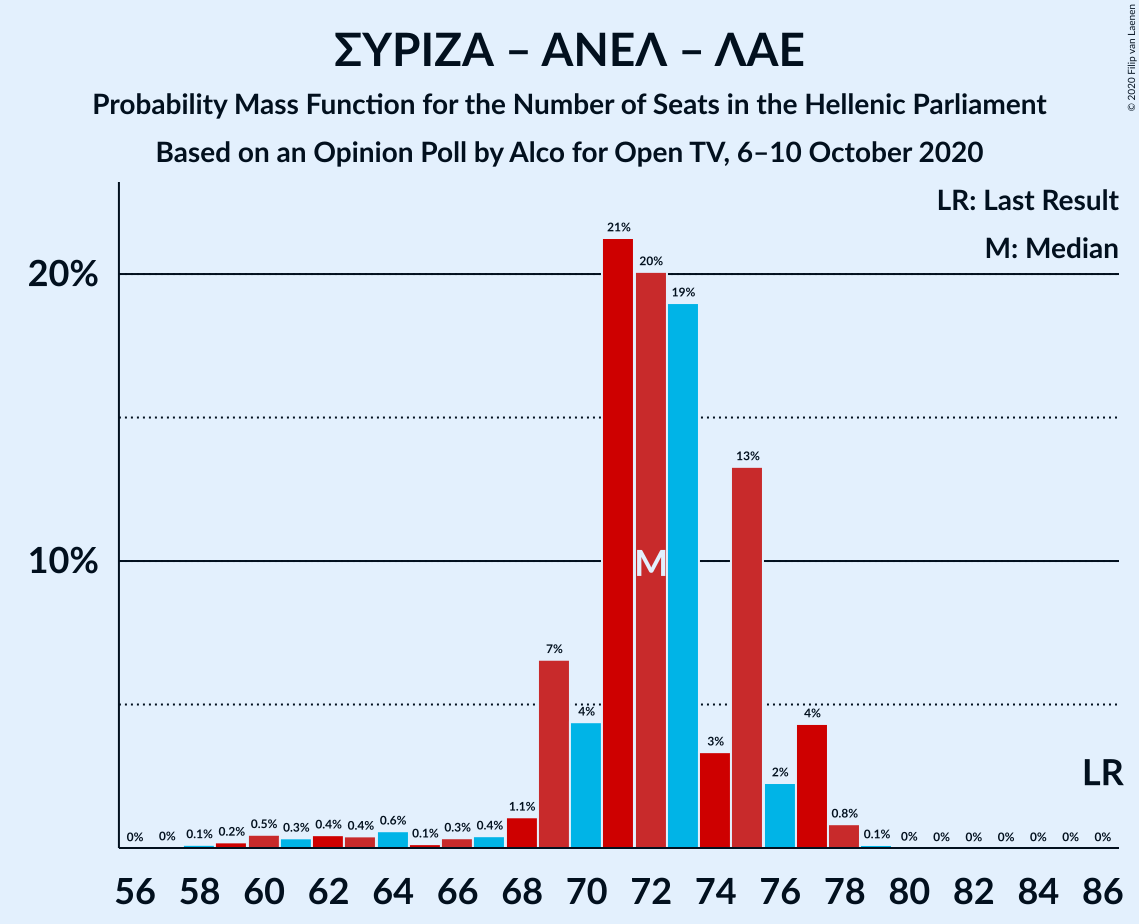 ΣΥΡΙΖΑ – ΑΝΕΛ – ΛΑΕ
Probability Mass Function for the Number of Seats in the Hellenic Parliament
Based on an Opinion Poll by Alco for Open TV, 6–10 October 2020
© 2020 Filip van Laenen
LR: Last Result
M: Median
20%
10%
0% 0% 0.1% 0.2% 0.5% 0.3% 0.4% 0.4% 0.6% 0.1% 0.3% 0.4% 1.1% 7% 4% 21% 20% 19% 3% 13% 2% 4% 0.8% 0.1% 0% 0% 0% 0% 0% 0% 0%
M
LR
56 58 60 62 64 66 68 70 72 74 76 78 80 82 84 86